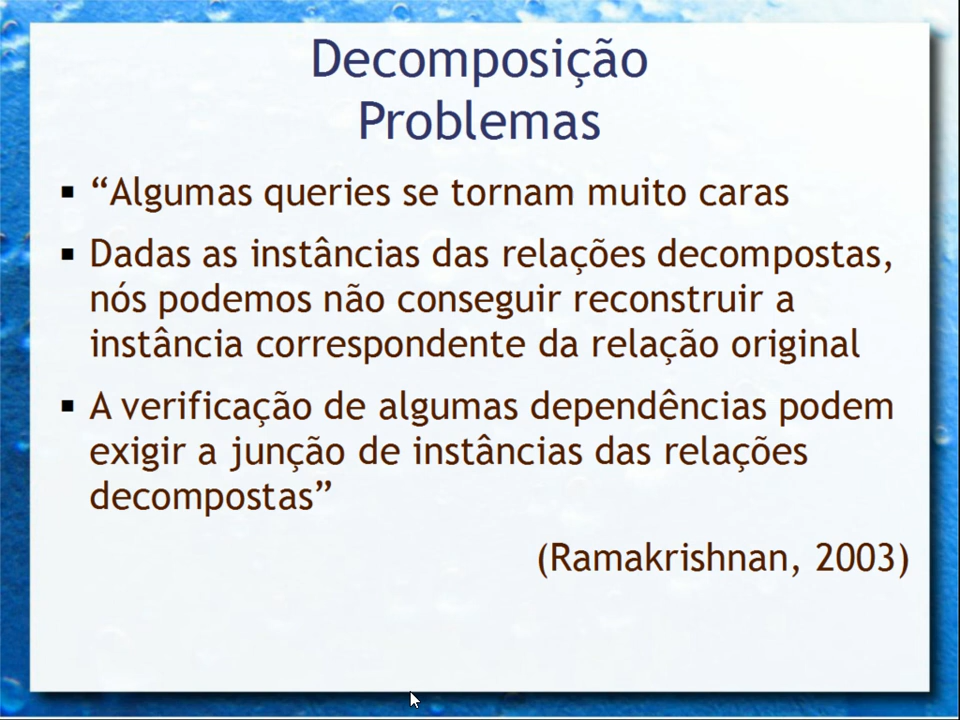 Decomposição
Problemas
▪ “Algumas queries se tornam muito caras
▪ Dadas as instâncias das relações decompostas,
nós podemos não conseguir reconstruir a
instância correspondente da relação original
▪ A verificação de algumas dependências podem
exigir a junção de instâncias das relações
decompostas”
(Ramakrishnan, 2003)